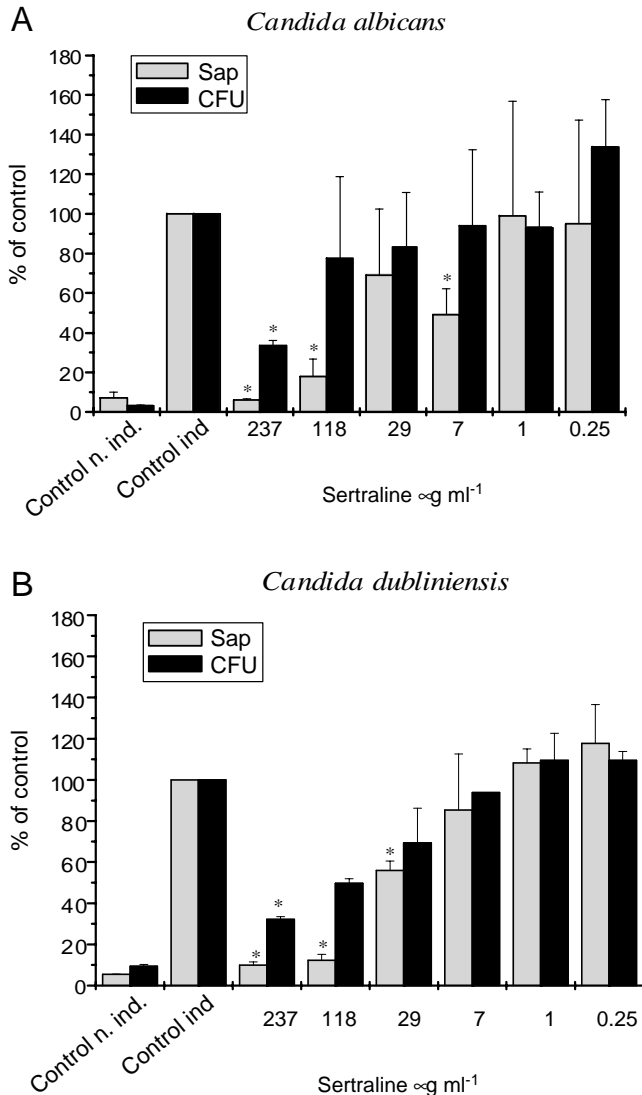 A
Candida albicans
Sap
CFU
180
160
140
120
100
80
60
40
20
0
% of control
*
*
*
*
Control n. ind.
Control ind
237 118 29 7 1 0.25
Sertraline ∝g ml⁻¹
B
Candida dubliniensis
Sap
CFU
180
160
140
120
100
80
60
40
20
0
% of control
*
*
*
*
Control n. ind.
Control ind
237 118 29 7 1 0.25
Sertraline ∝g ml⁻¹